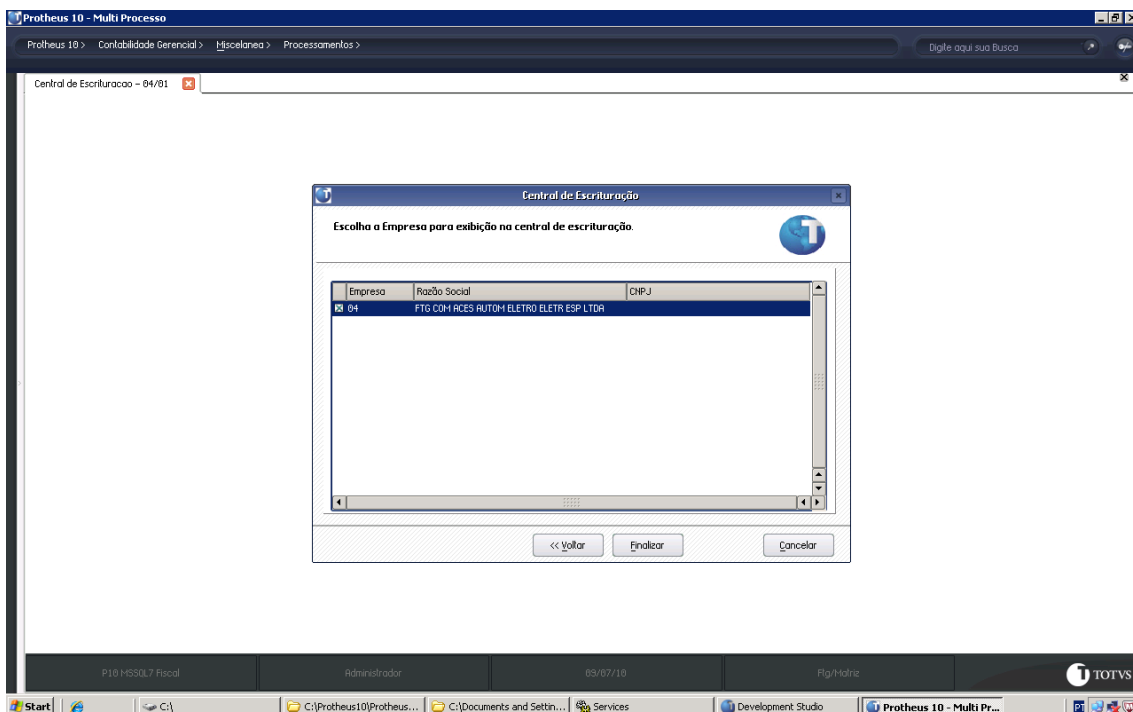 Protheus 10 - Multi Processo
Protheus 10 > Contabilidade Gerencial > Miscelanea > Processamentos >
Digite aqui sua Busca
Central de Escrituracao - 04/01
Central de Escrituração
Escolha a Empresa para exibição na central de escrituração.
Empresa Razão Social CNPJ
04 FTG COM ACES AUTOM ELETRO ELETR ESP LTDA
<< Voltar Finalizar Cancelar
P10 MSSQL7 Fiscal Administrador 09/07/10 Ftg/Matriz TOTVS
Start C:\ C:\Protheus10\Protheus... C:\Documents and Settin... Services Development Studio Protheus 10 - Multi Pr... PT